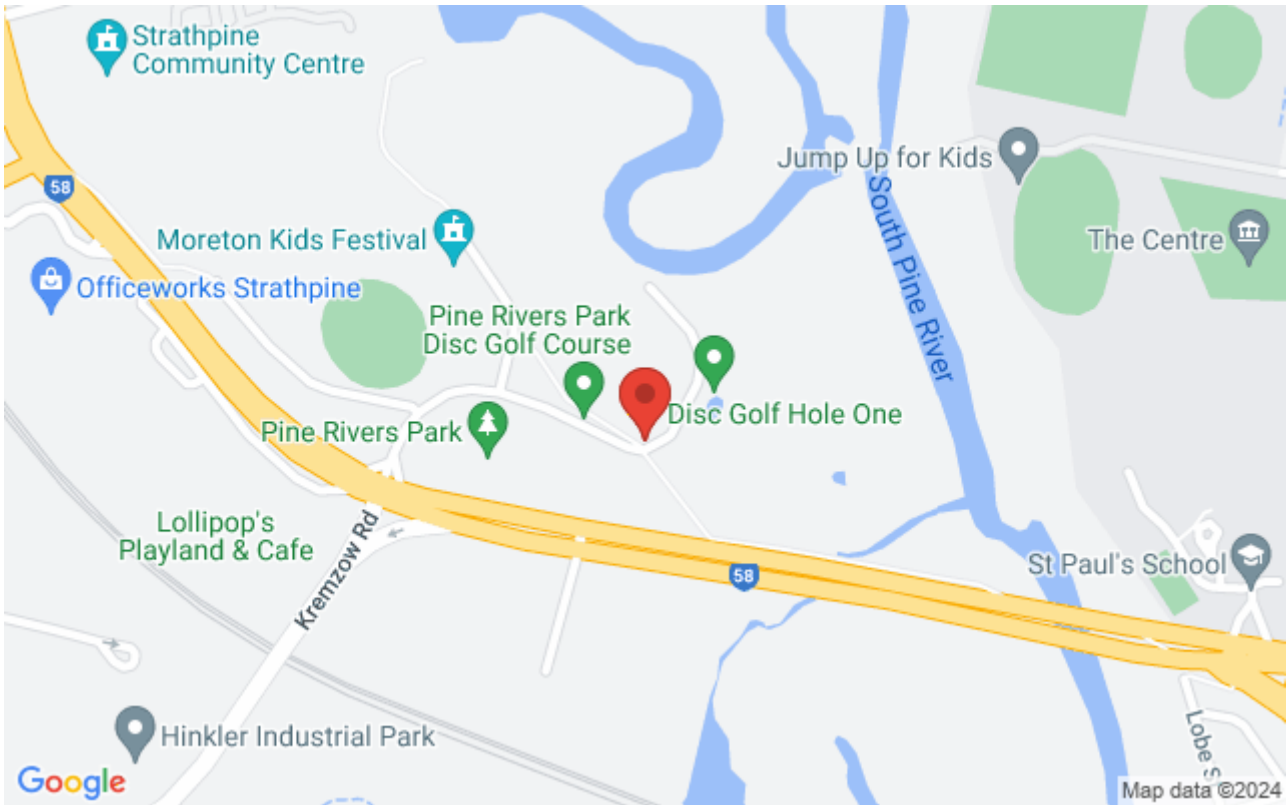 Strathpine
Community Centre
Jump Up for Kids
58
South Pine River
Moreton Kids Festival
The Centre
Officeworks Strathpine
Pine Rivers Park
Disc Golf Course
Disc Golf Hole One
Pine Rivers Park
Lollipop's
Playland & Cafe
Kremzow Rd
58
St Paul's School
Hinkler Industrial Park
Lobe S
Google
Map data ©2024